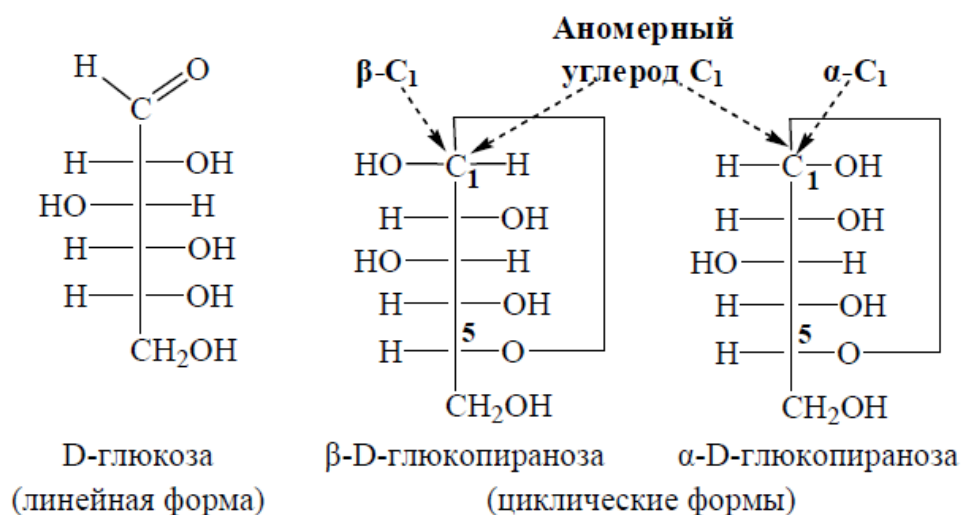 Аномерный
углерод C1
β-C1
α-C1
H
O
C
H
OH
HO
H
H
OH
H
OH
CH2OH
HO
C
1
H
H
OH
HO
H
H
OH
5
H
O
CH2OH
H
C
1
OH
H
OH
HO
H
H
OH
5
H
O
CH2OH
D-глюкоза
(линейная форма)
β-D-глюкопираноза
α-D-глюкопираноза
(циклические формы)